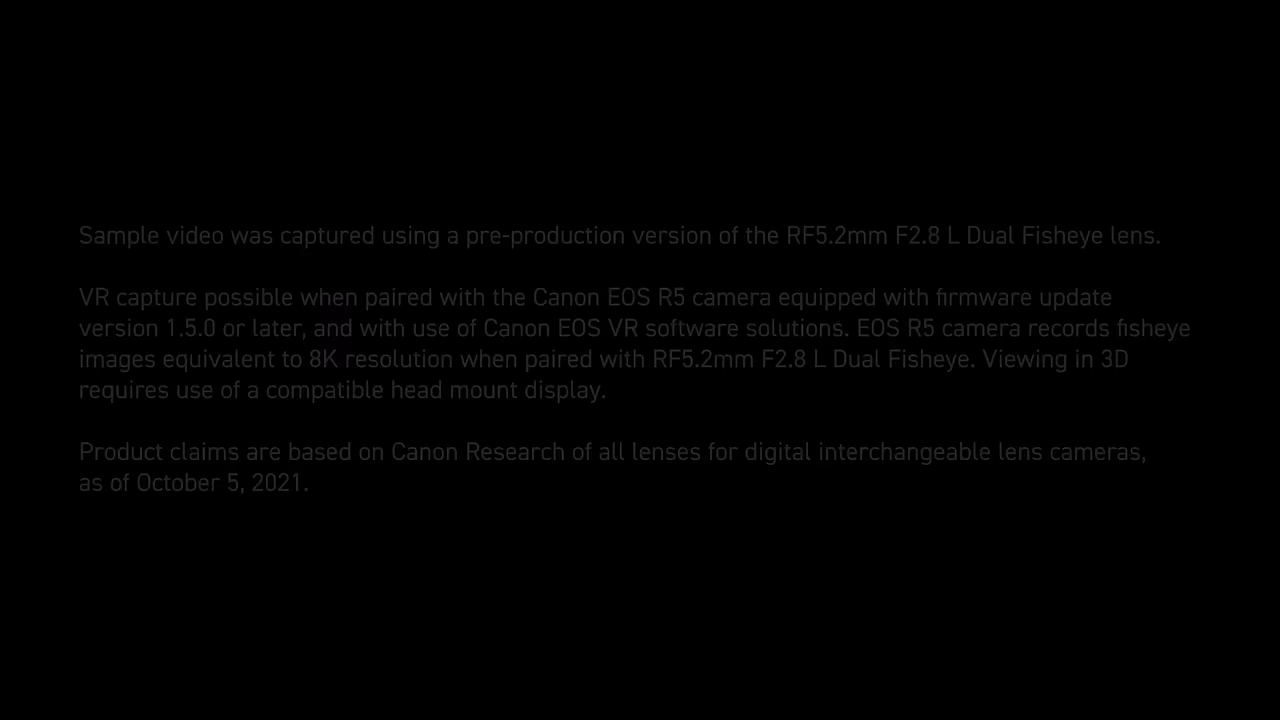 Sample video was captured using a pre-production version of the RF5.2mm F2.8 L Dual Fisheye lens.
VR capture possible when paired with the Canon EOS R5 camera equipped with firmware update
version 1.5.0 or later, and with use of Canon EOS VR software solutions. EOS R5 camera records fisheye
images equivalent to 8K resolution when paired with RF5.2mm F2.8 L Dual Fisheye. Viewing in 3D
requires use of a compatible head mount display.
Product claims are based on Canon Research of all lenses for digital interchangeable lens cameras,
as of October 5, 2021.